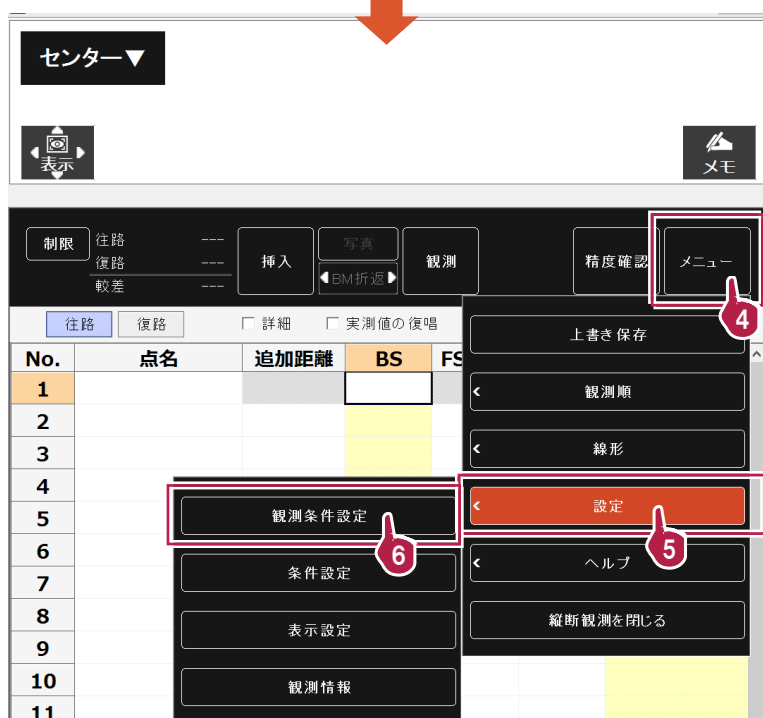 センター▼
表示
メモ
制限
往路 ---
復路 ---
較差 ---
挿入
写真
BM折返
観測
精度確認
メニュー
4
往路
復路
詳細
実測値の復唱
No. 点名 追加距離 BS FS
1
2
3
4
5
6
7
8
9
10
11
上書き保存
観測順
線形
設定
5
ヘルプ
縦断観測を閉じる
観測条件設定
6
条件設定
表示設定
観測情報